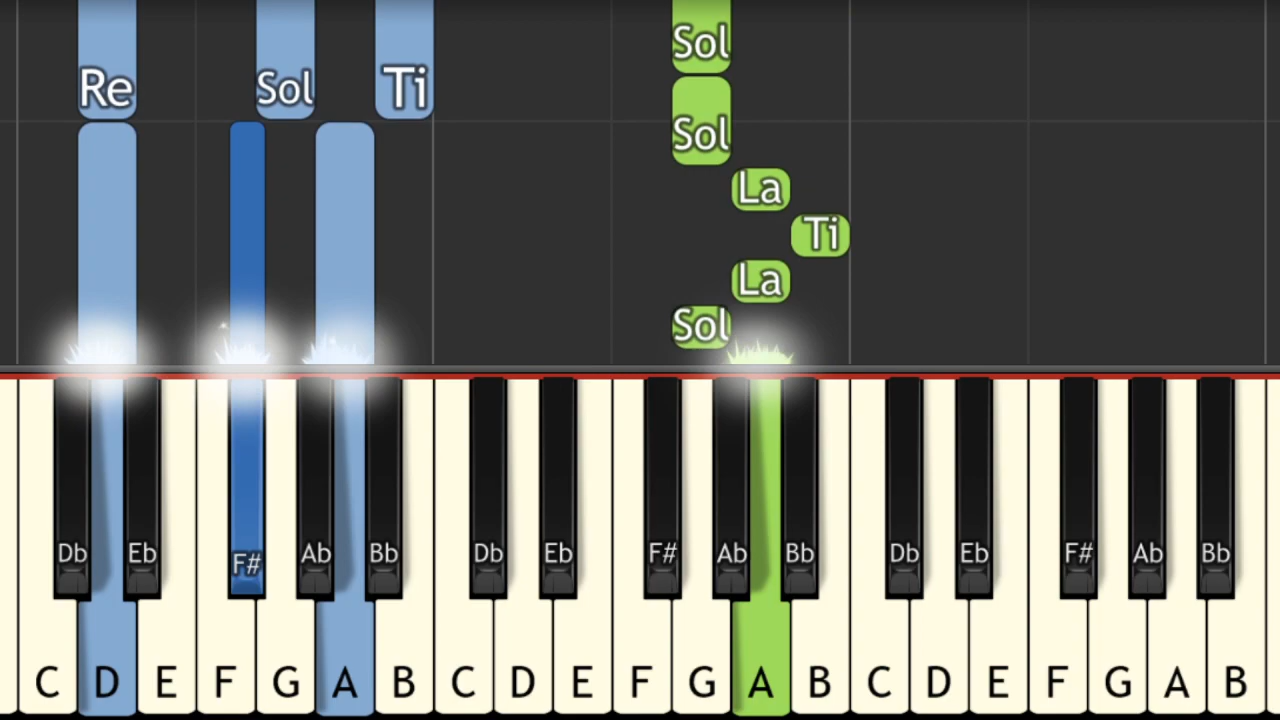 Sol
Re Sol Ti
Sol
La
Ti
La
Sol
Db Eb F# Ab Bb Db Eb F# Ab Bb Db Eb F# Ab Bb
C D E F G A B C D E F G A B C D E F G A B